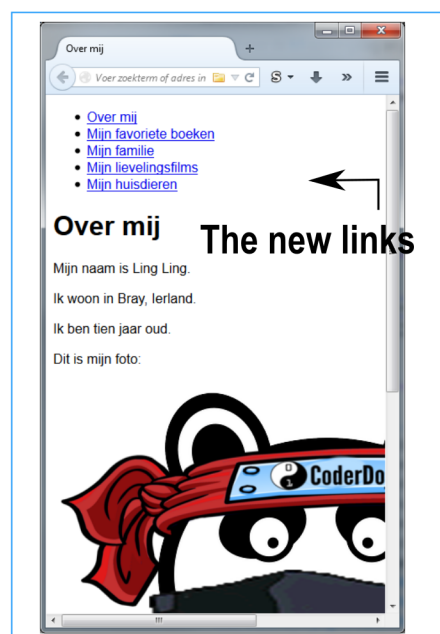 Over mij
Voer zoekterm of adres in
Over mij
Mijn favoriete boeken
Mijn familie
Mijn lievelingsfilms
Mijn huisdieren
Over mij
The new links
Mijn naam is Ling Ling.
Ik woon in Bray, Ierland.
Ik ben tien jaar oud.
Dit is mijn foto:
CoderDo